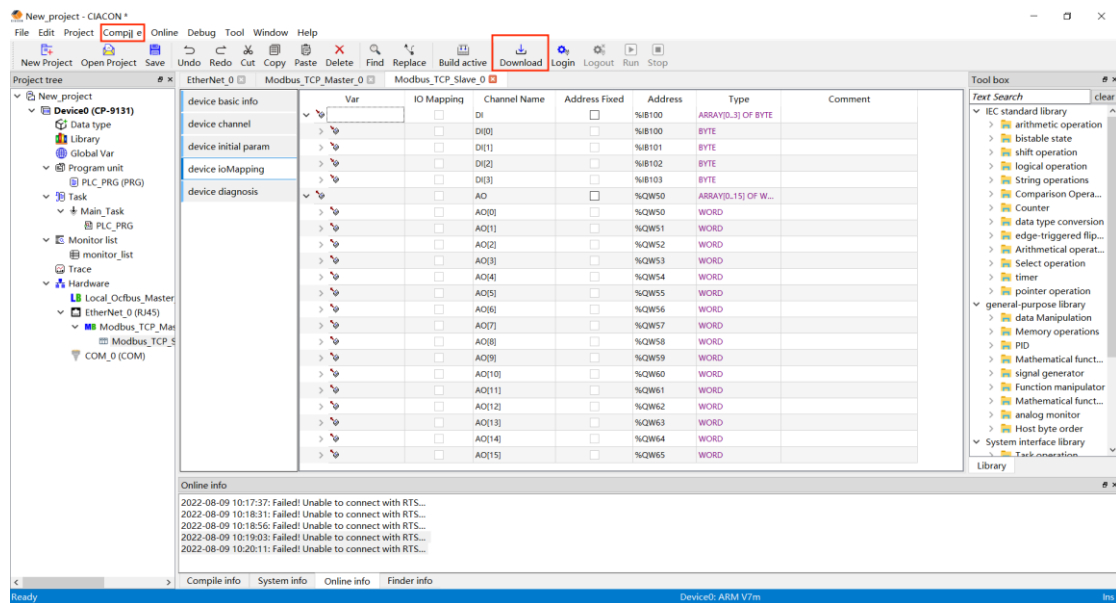 New_project - CIACON *
File Edit Project Compile Online Debug Tool Window Help
New Project Open Project Save Undo Redo Cut Copy Paste Delete Find Replace Build active Download Login Logout Run Stop
Project tree
EtherNet_0 Modbus_TCP_Master_0 Modbus_TCP_Slave_0
Tool box
New_project
Device0 (CP-9131)
Data type
Library
Global Var
Program unit
PLC_PRG (PRG)
Task
Main_Task
PLC_PRG
Monitor list
monitor_list
Trace
Hardware
LB Local_Ocfbus_Master
EtherNet_0 (RJ45)
MB Modbus_TCP_Mas
Modbus_TCP_S
COM_0 (COM)
device basic info
device channel
device initial param
device ioMapping
device diagnosis
Var IO Mapping Channel Name Address Fixed Address Type Comment
DI %IB100 ARRAY[0..3] OF BYTE
DI[0] %IB100 BYTE
DI[1] %IB101 BYTE
DI[2] %IB102 BYTE
DI[3] %IB103 BYTE
AO %QW50 ARRAY[0..15] OF W...
AO[0] %QW50 WORD
AO[1] %QW51 WORD
AO[2] %QW52 WORD
AO[3] %QW53 WORD
AO[4] %QW54 WORD
AO[5] %QW55 WORD
AO[6] %QW56 WORD
AO[7] %QW57 WORD
AO[8] %QW58 WORD
AO[9] %QW59 WORD
AO[10] %QW60 WORD
AO[11] %QW61 WORD
AO[12] %QW62 WORD
AO[13] %QW63 WORD
AO[14] %QW64 WORD
AO[15] %QW65 WORD
Text Search clear
IEC standard library
arithmetic operation
bistable state
shift operation
logical operation
String operations
Comparison Opera...
Counter
data type conversion
edge-triggered flip...
Arithmetical operat...
Select operation
timer
pointer operation
general-purpose library
data Manipulation
Memory operations
PID
Mathematical funct...
signal generator
Function manipulator
Mathematical funct...
analog monitor
Host byte order
System interface library
Task operation
Library
Online info
2022-08-09 10:17:37: Failed! Unable to connect with RTS...
2022-08-09 10:18:31: Failed! Unable to connect with RTS...
2022-08-09 10:18:56: Failed! Unable to connect with RTS...
2022-08-09 10:19:03: Failed! Unable to connect with RTS...
2022-08-09 10:20:11: Failed! Unable to connect with RTS...
Compile info System info Online info Finder info
Ready Device0: ARM V7m Ins